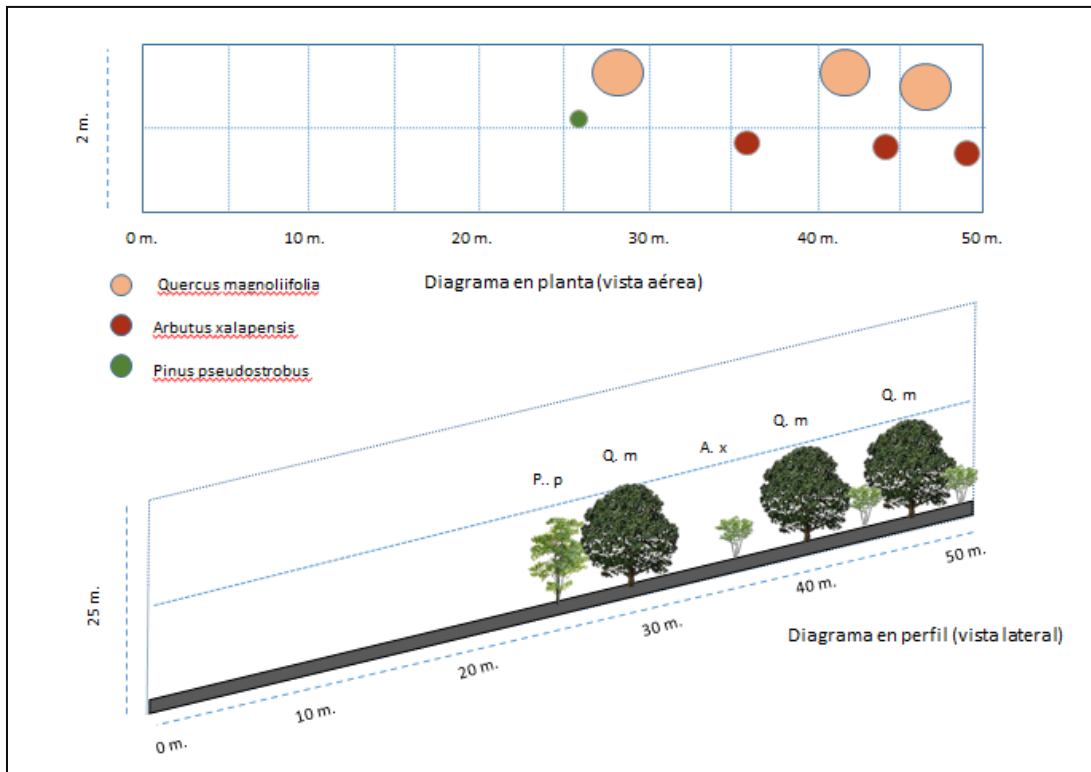 2 m.
0 m. 10 m. 20 m. 30 m. 40 m. 50 m.
Diagrama en planta (vista aérea)
Quercus magnoliifolia
Arbutus xalapensis
Pinus pseudostrobus
P.. p
Q. m
A. x
Q. m
Q. m
25 m.
0 m.
10 m.
20 m.
30 m.
40 m.
50 m.
Diagrama en perfil (vista lateral)